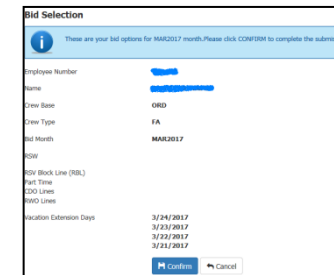 Bid Selection
These are your bid options for MAR2017 month.Please click CONFIRM to complete the submis
Employee Number
Name
Crew Base ORD
Crew Type FA
Bid Month MAR2017
RSW
RSV Block Line (RBL)
Part Time
CDO Lines
RWO Lines
Vacation Extension Days 3/24/2017
3/23/2017
3/22/2017
3/21/2017
Confirm Cancel